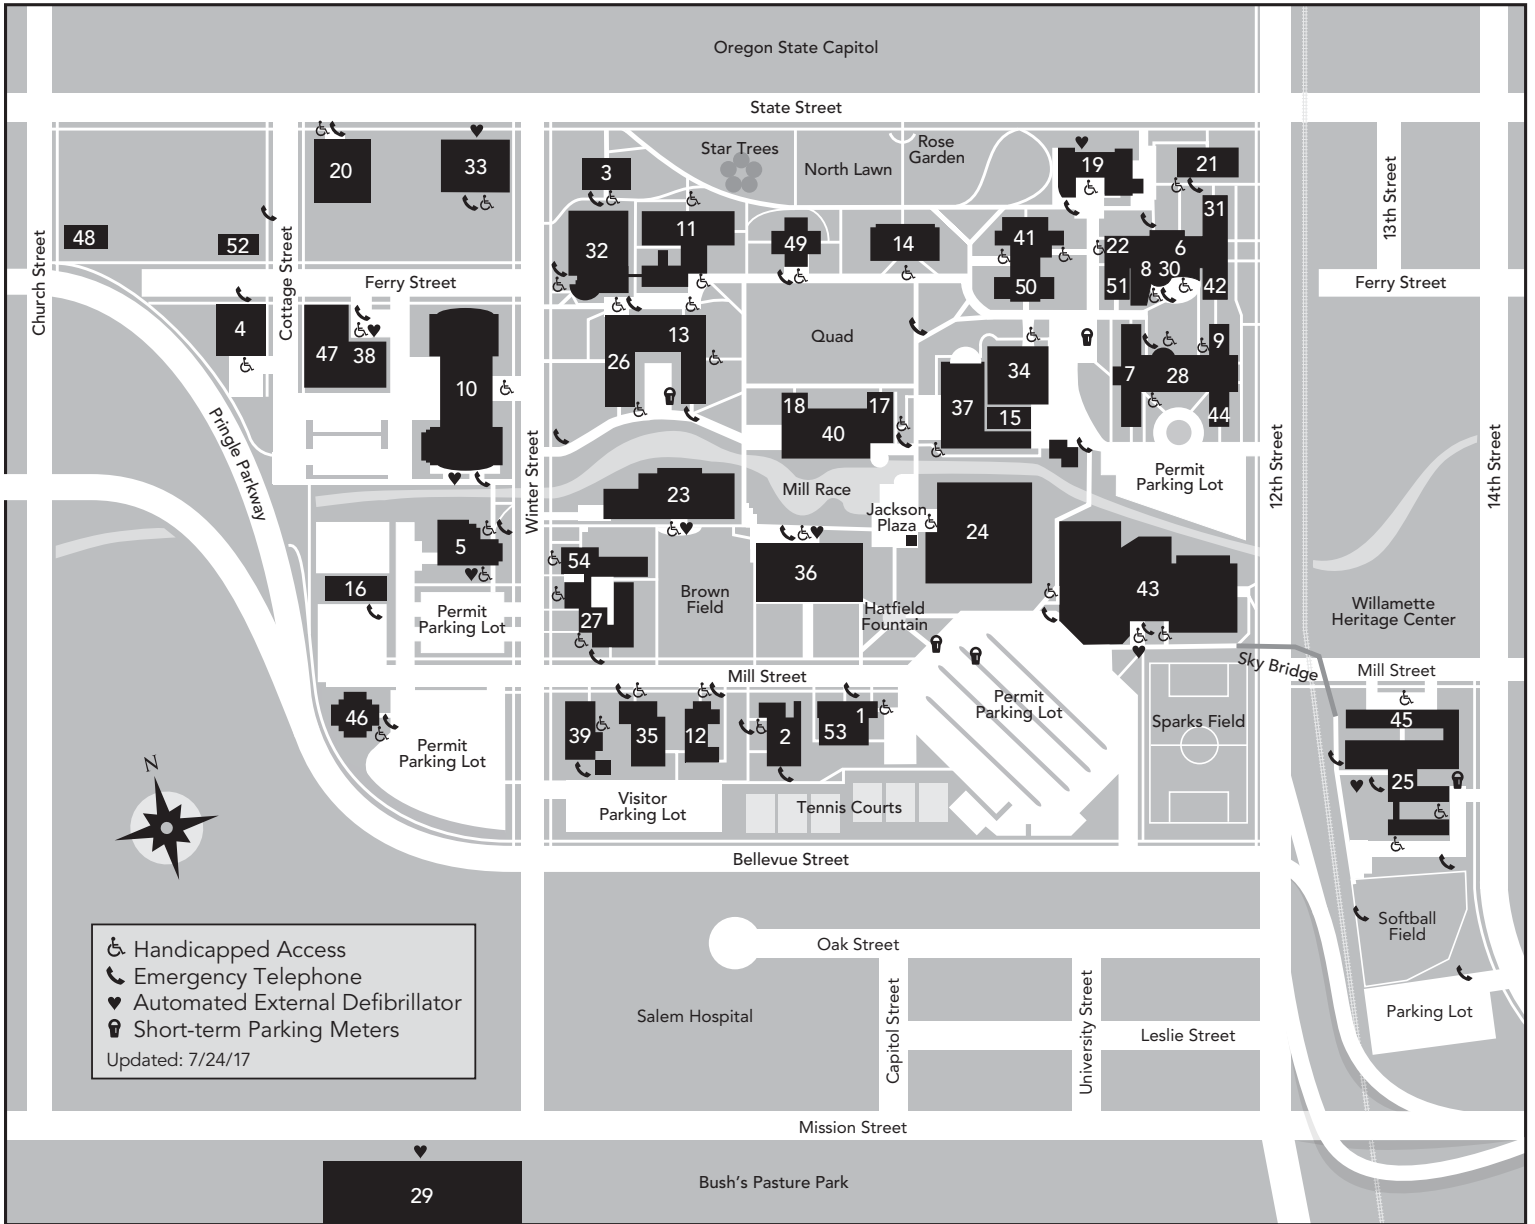 Oregon State Capitol
State Street
Star Trees
North Lawn
Rose
Garden
20
33
3
19
21
31
48
52
32
11
49
14
41
22
6
8
30
50
51
42
Church Street
Cottage Street
Ferry Street
13th Street
Ferry Street
4
47
38
10
13
26
Quad
34
37
15
7
28
9
44
18
17
40
Pringle Parkway
Winter Street
12th Street
14th Street
Permit
Parking Lot
23
Mill Race
Jackson
Plaza
24
5
54
16
36
43
Permit
Parking Lot
27
Brown
Field
Hatfield
Fountain
Willamette
Heritage Center
Mill Street
Sky Bridge
Mill Street
46
Permit
Parking Lot
39
35
12
2
53
1
Permit
Parking Lot
Sparks Field
45
25
N
Visitor
Parking Lot
Tennis Courts
Bellevue Street
Handicapped Access
Emergency Telephone
Automated External Defibrillator
Short-term Parking Meters
Updated: 7/24/17
Oak Street
Salem Hospital
Capitol Street
University Street
Leslie Street
Softball
Field
Parking Lot
Mission Street
29
Bush's Pasture Park